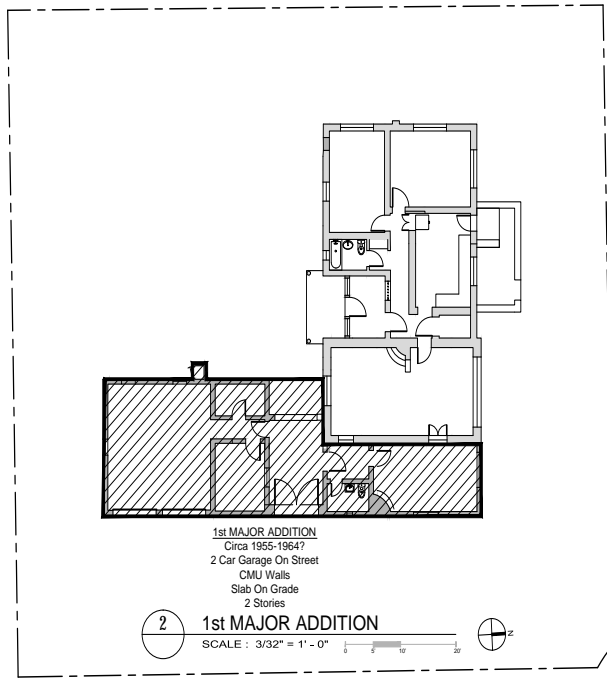 1st MAJOR ADDITION
Circa 1955-1964?
2 Car Garage On Street
CMU Walls
Slab On Grade
2 Stories
2
1st MAJOR ADDITION
SCALE : 3/32" = 1' - 0"
0 5' 10' 20'
N